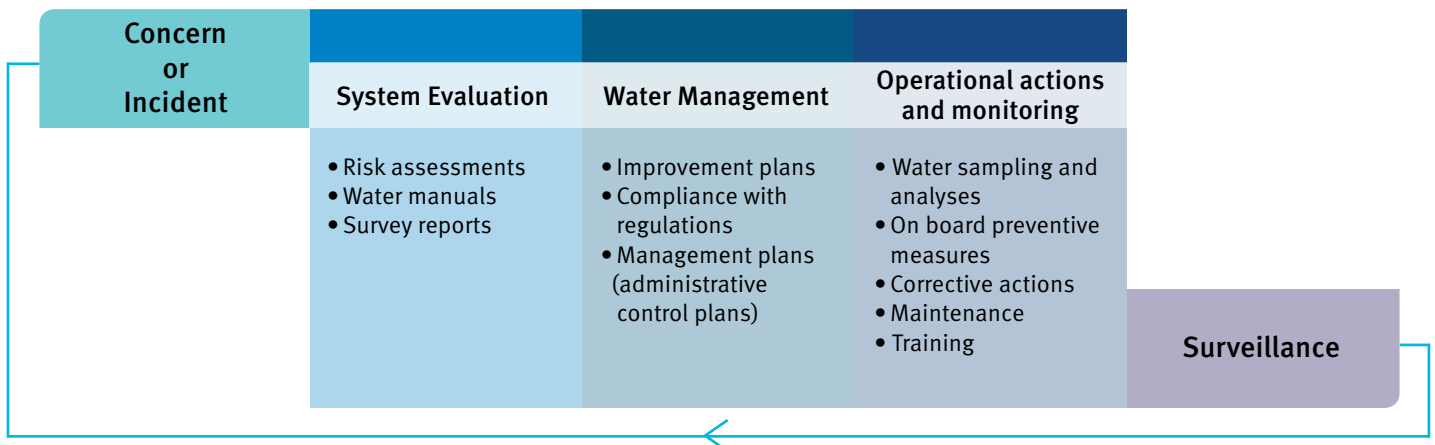 Concern
or
Incident
System Evaluation
• Risk assessments
• Water manuals
• Survey reports
Water Management
• Improvement plans
• Compliance with
regulations
• Management plans
(administrative
control plans)
Operational actions
and monitoring
• Water sampling and
analyses
• On board preventive
measures
• Corrective actions
• Maintenance
• Training
Surveillance